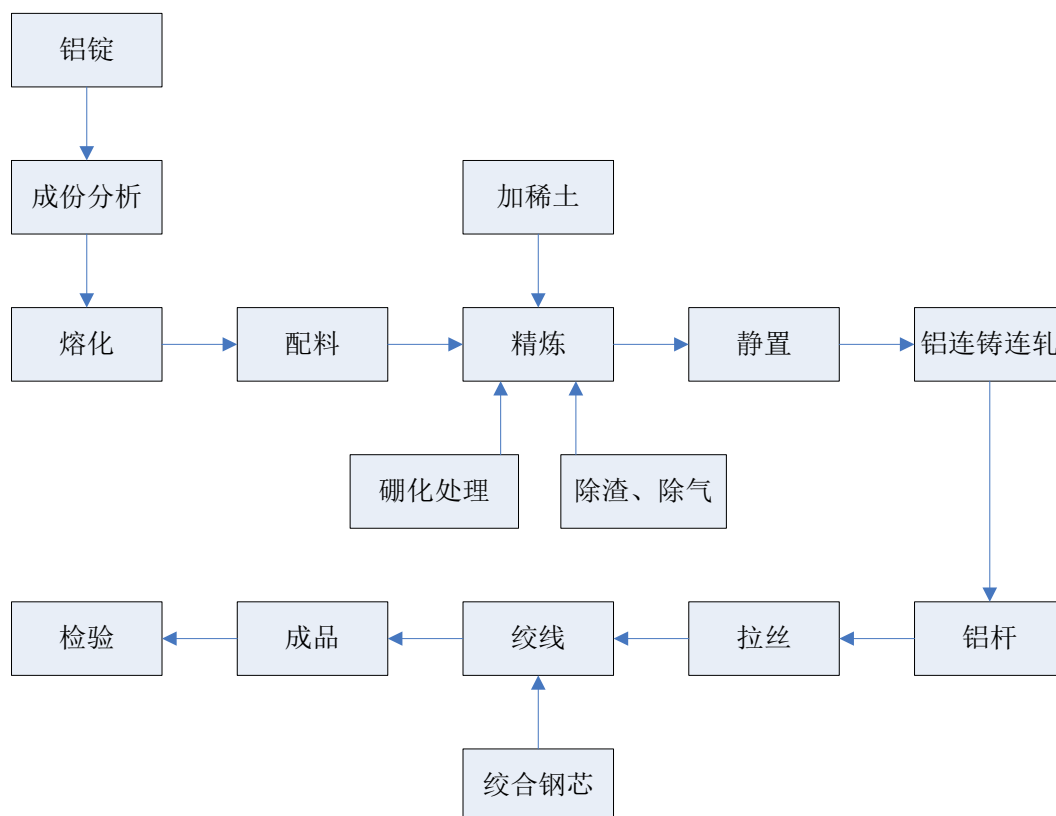 铝锭
成份分析
加稀土
熔化
配料
精炼
静置
铝连铸连轧
硼化处理
除渣、除气
检验
成品
绞线
拉丝
铝杆
绞合钢芯